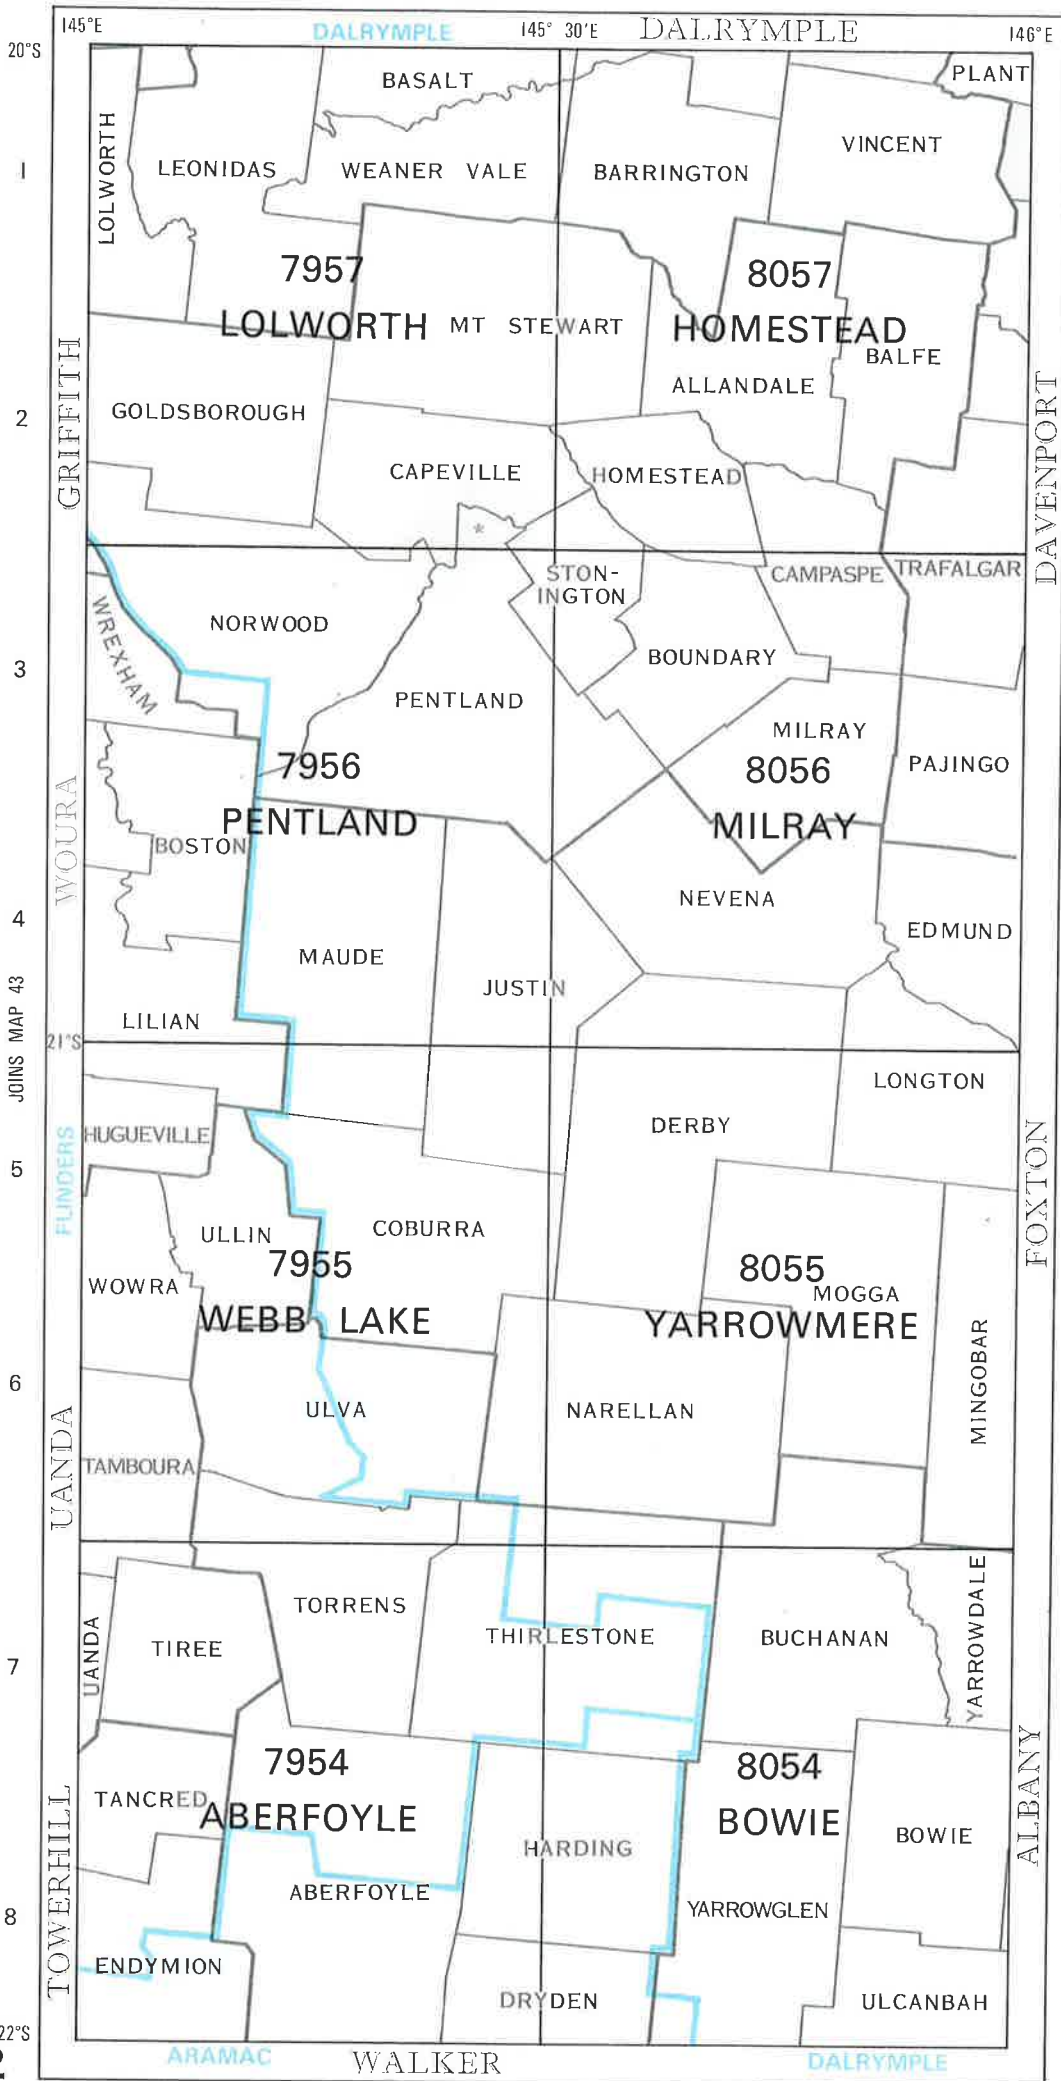 145°E
DALRYMPLE
145° 30'E
DALRYMPLE
146°E
20°S
BASALT
PLANT
LOLWORTH
1
LEONIDAS
WEANER VALE
BARRINGTON
VINCENT
7957
8057
LOLWORTH
MT STEWART
HOMESTEAD
BALFE
GRIFFITH
ALLANDALE
DAVENPORT
2
GOLDSBOROUGH
CAPEVILLE
HOMESTEAD
*
STON-
INGTON
CAMPASPE
TRAFALGAR
WREXHAM
NORWOOD
3
BOUNDARY
PENTLAND
MILRAY
7956
8056
PAJINGO
PENTLAND
MILRAY
WOURA
BOSTON
NEVENA
4
EDMUND
MAUDE
JUSTIN
JOINS MAP 43
LILIAN
21°S
LONGTON
DERBY
HUGUEVILLE
FLINDERS
5
FOXTON
ULLIN
COBURRA
7955
8055
WOWRA
MOGGA
WEBB LAKE
YARROWMERE
MINGOBAR
6
ULVA
NARELLAN
UANDA
TAMBOURA
TORRENS
YARROWDALE
UANDA
TIREE
THIRLESTONE
BUCHANAN
7
7954
8054
TANCRED
ABERFOYLE
BOWIE
ALBANY
TOWERHILL
HARDING
BOWIE
ABERFOYLE
YARROWGLEN
8
ENDYMION
DRYDEN
ULCANBAH
22°S
ARAMAC
WALKER
DALRYMPLE